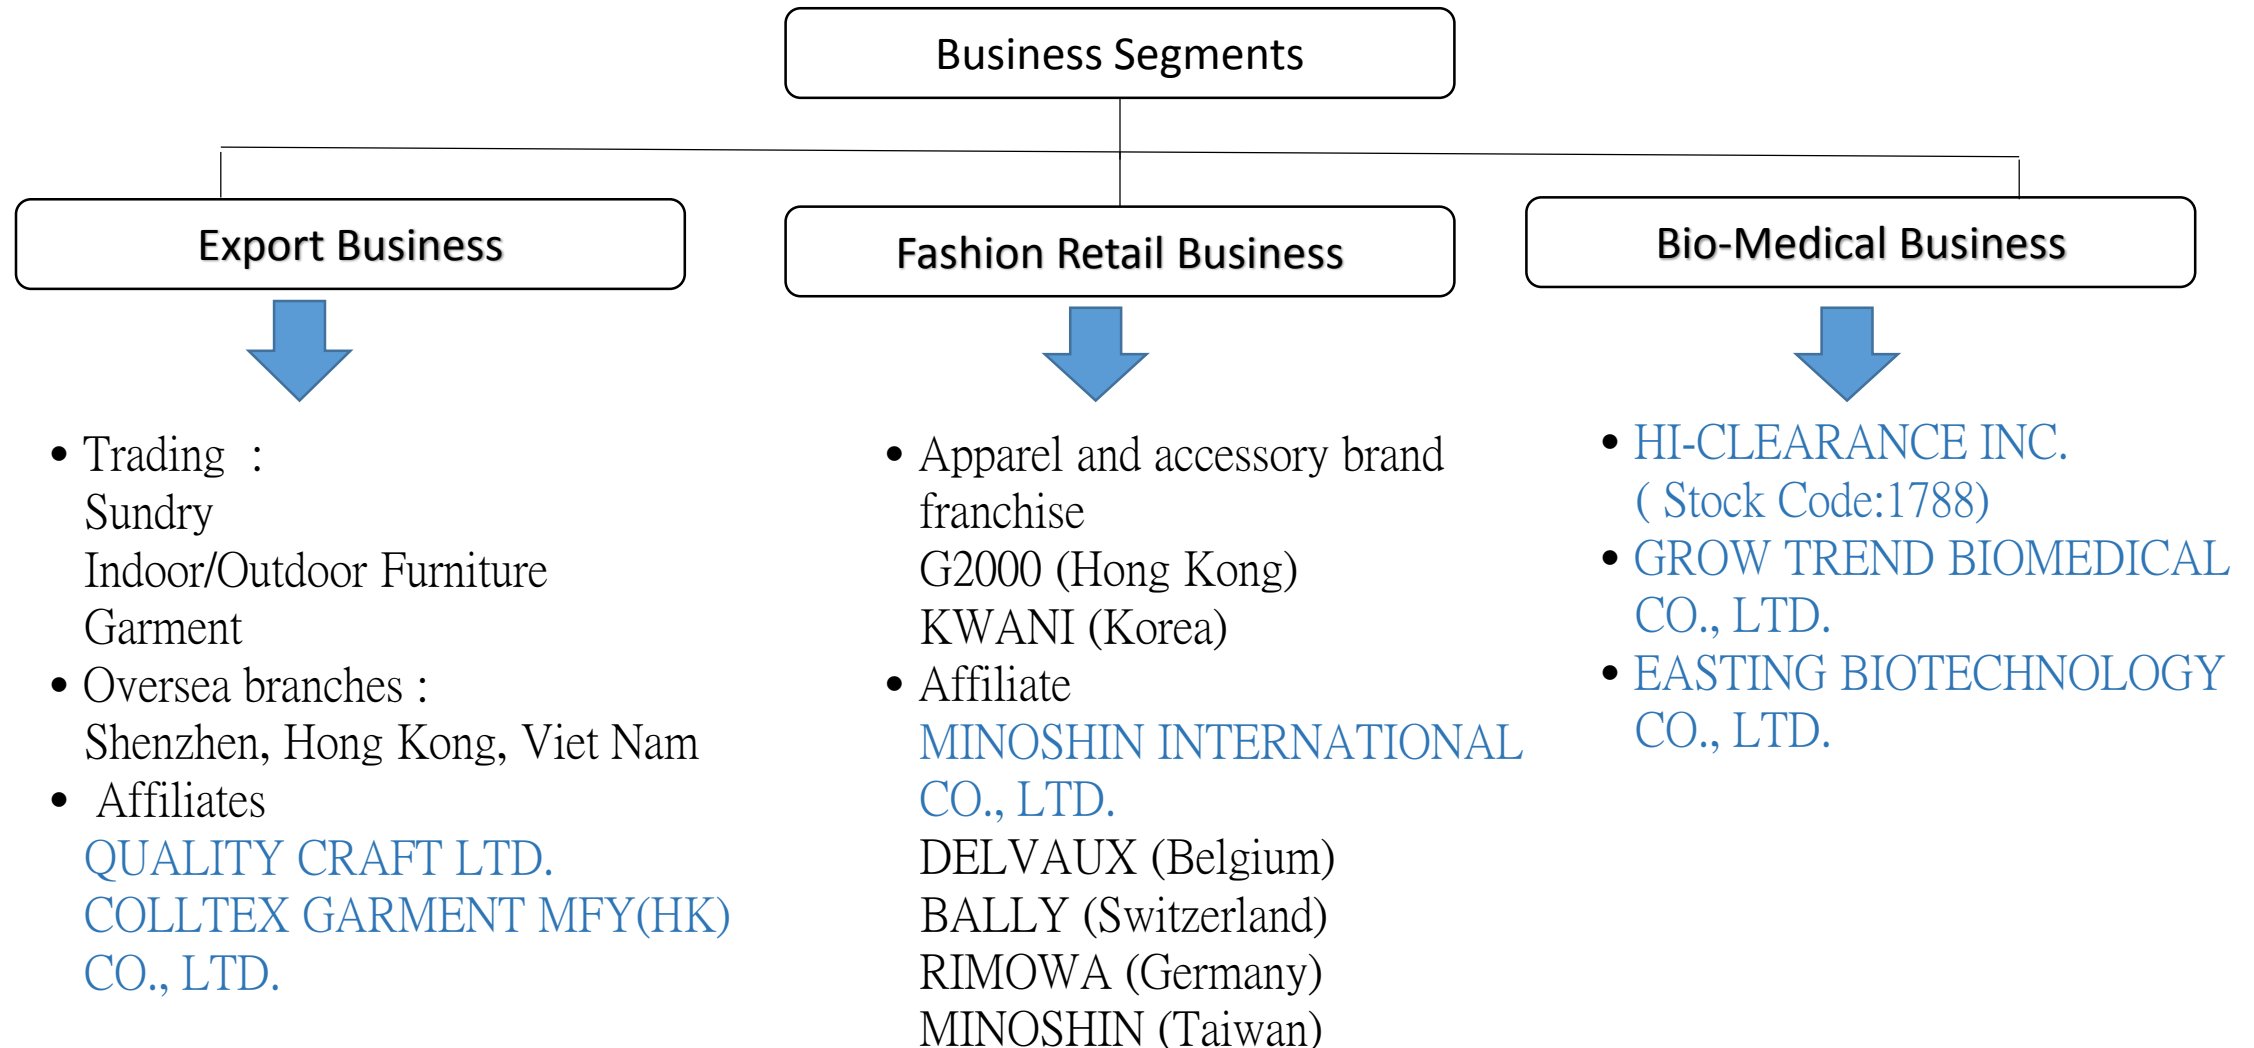 Business Segments
Export Business
Fashion Retail Business
Bio-Medical Business
• Trading :
Sundry
Indoor/Outdoor Furniture
Garment
• Oversea branches :
Shenzhen, Hong Kong, Viet Nam
• Affiliates
QUALITY CRAFT LTD.
COLLTEX GARMENT MFY(HK)
CO., LTD.
• Apparel and accessory brand
franchise
G2000 (Hong Kong)
KWANI (Korea)
• Affiliate
MINOSHIN INTERNATIONAL
CO., LTD.
DELVAUX (Belgium)
BALLY (Switzerland)
RIMOWA (Germany)
MINOSHIN (Taiwan)
• HI-CLEARANCE INC.
( Stock Code:1788)
• GROW TREND BIOMEDICAL
CO., LTD.
• EASTING BIOTECHNOLOGY
CO., LTD.